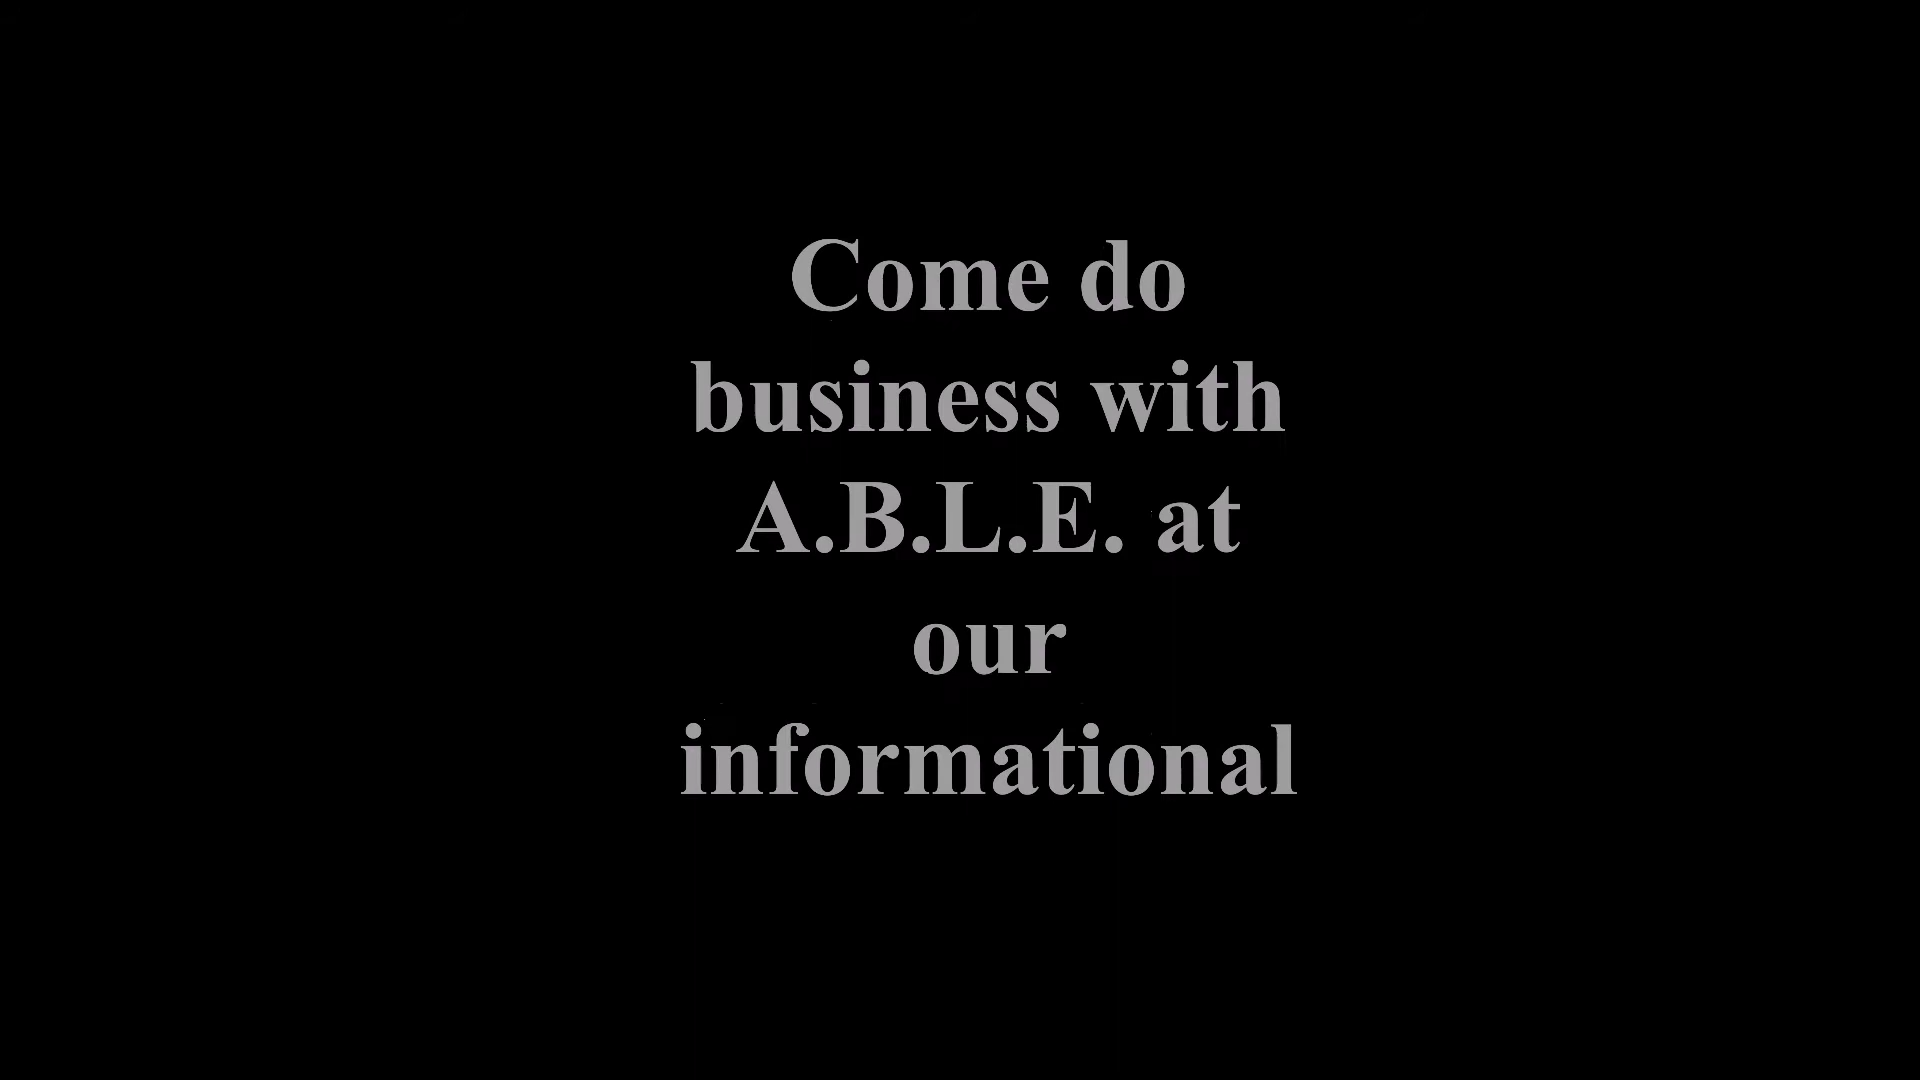 Come do
business with
A.B.L.E. at
our
informational